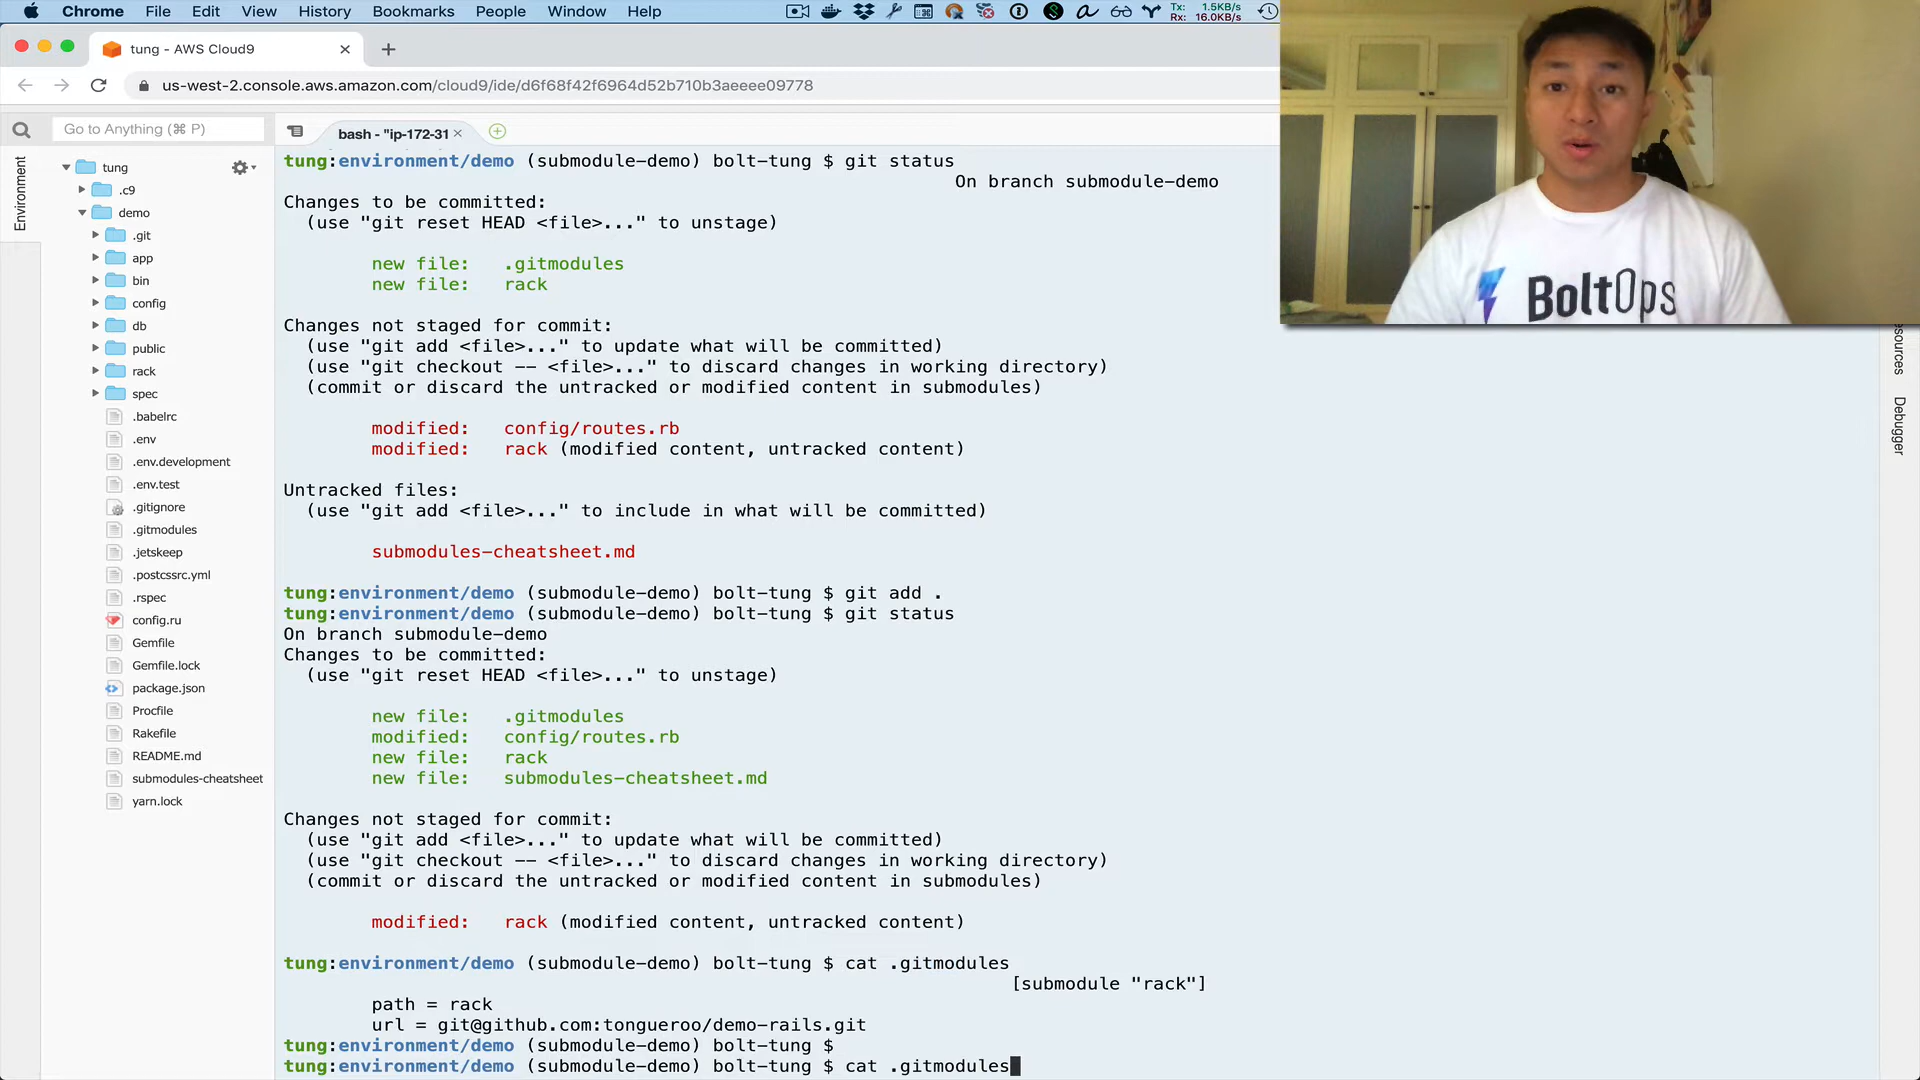 Chrome File Edit View History Bookmarks People Window Help
Tx: 1.5KB/s
Rx: 16.0KB/s
tung - AWS Cloud9
us-west-2.console.aws.amazon.com/cloud9/ide/d6f68f42f6964d52b710b3aeeee09778
Go to Anything (⌘ P)
bash - "ip-172-31
Environment
tung
.c9
demo
.git
app
bin
config
db
public
rack
spec
.babelrc
.env
.env.development
.env.test
.gitignore
.gitmodules
.jetskeep
.postcssrc.yml
.rspec
config.ru
Gemfile
Gemfile.lock
package.json
Procfile
Rakefile
README.md
submodules-cheatsheet
yarn.lock
tung:environment/demo (submodule-demo) bolt-tung $ git status
On branch submodule-demo
Changes to be committed:
(use "git reset HEAD <file>..." to unstage)
new file: .gitmodules
new file: rack
Changes not staged for commit:
(use "git add <file>..." to update what will be committed)
(use "git checkout -- <file>..." to discard changes in working directory)
(commit or discard the untracked or modified content in submodules)
modified: config/routes.rb
modified: rack (modified content, untracked content)
Untracked files:
(use "git add <file>..." to include in what will be committed)
submodules-cheatsheet.md
tung:environment/demo (submodule-demo) bolt-tung $ git add .
tung:environment/demo (submodule-demo) bolt-tung $ git status
On branch submodule-demo
Changes to be committed:
(use "git reset HEAD <file>..." to unstage)
new file: .gitmodules
modified: config/routes.rb
new file: rack
new file: submodules-cheatsheet.md
Changes not staged for commit:
(use "git add <file>..." to update what will be committed)
(use "git checkout -- <file>..." to discard changes in working directory)
(commit or discard the untracked or modified content in submodules)
modified: rack (modified content, untracked content)
tung:environment/demo (submodule-demo) bolt-tung $ cat .gitmodules
[submodule "rack"]
path = rack
url = git@github.com:tongueroo/demo-rails.git
tung:environment/demo (submodule-demo) bolt-tung $
tung:environment/demo (submodule-demo) bolt-tung $ cat .gitmodules
BoltOps
Debugger